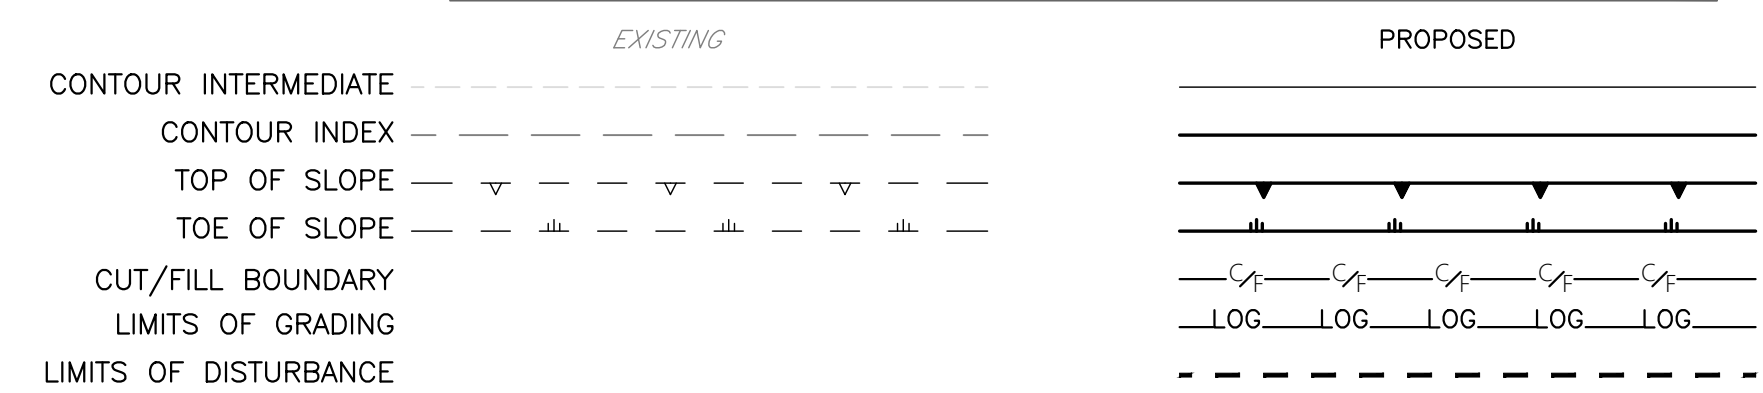 EXISTING PROPOSED
CONTOUR INTERMEDIATE
CONTOUR INDEX
TOP OF SLOPE
TOE OF SLOPE
CUT/FILL BOUNDARY C/F C/F C/F C/F C/F
LIMITS OF GRADING LOG LOG LOG LOG LOG
LIMITS OF DISTURBANCE